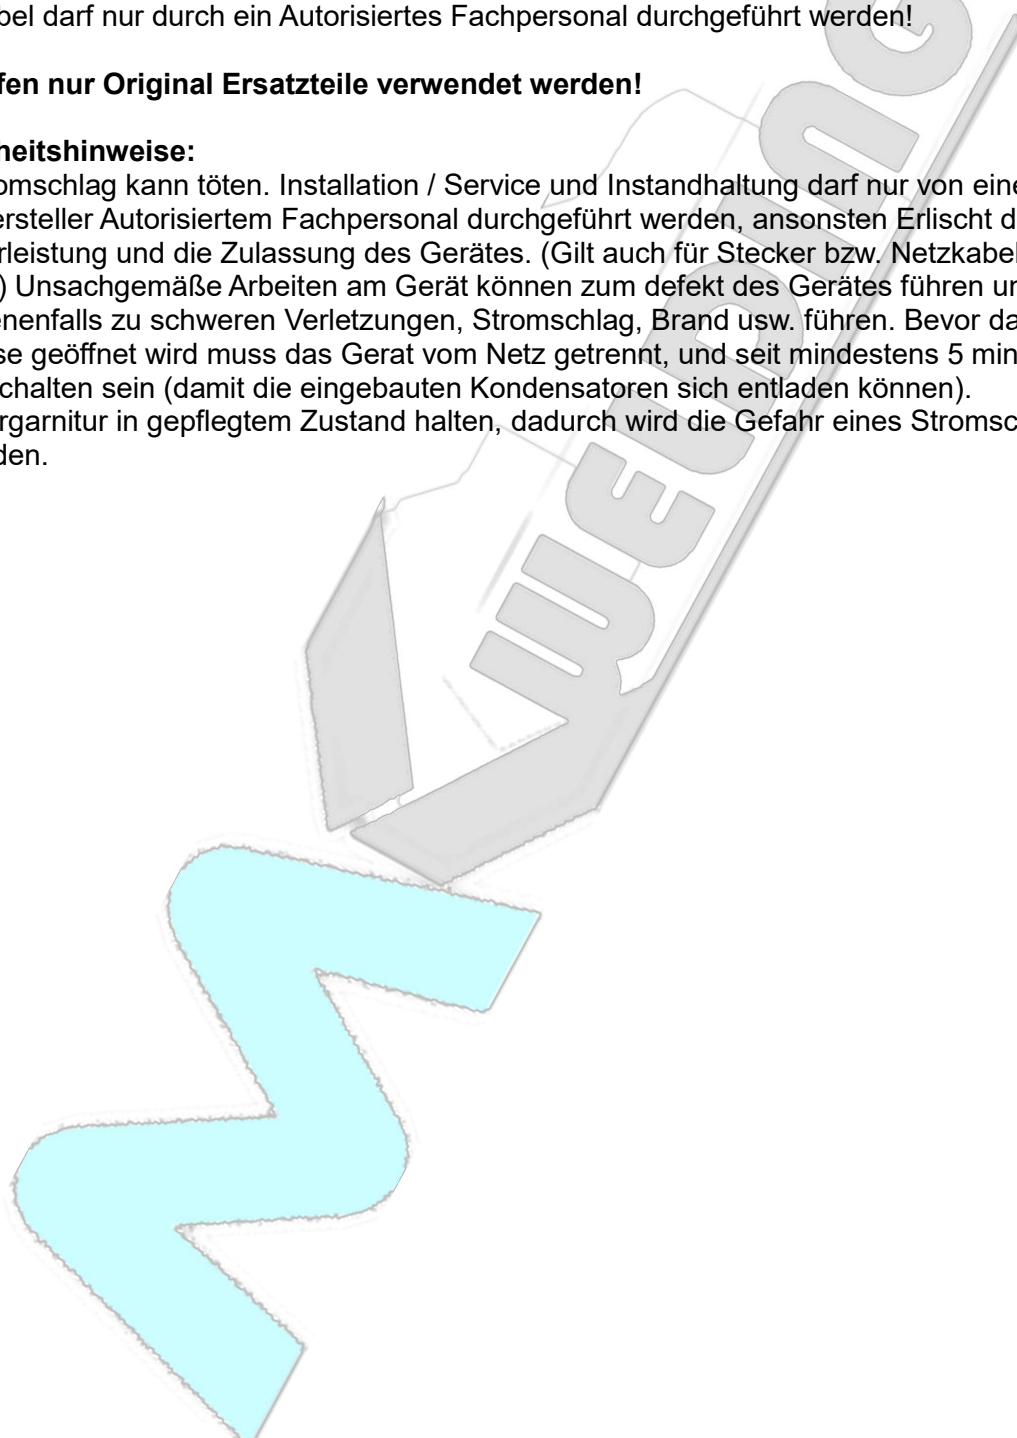 bel darf nur durch ein Autorisiertes Fachpersonal durchgeführt werden!
fen nur Original Ersatzteile verwendet werden!
heitshinweise:
omschlag kann töten. Installation / Service und Instandhaltung darf nur von eine
ersteller Autorisiertem Fachpersonal durchgeführt werden, ansonsten Erlischt d
rleistung und die Zulassung des Gerätes. (Gilt auch für Stecker bzw. Netzkabel
) Unsachgemäße Arbeiten am Gerät können zum defekt des Gerätes führen un
enenfalls zu schweren Verletzungen, Stromschlag, Brand usw. führen. Bevor da
se geöffnet wird muss das Gerat vom Netz getrennt, und seit mindestens 5 min
chalten sein (damit die eingebauten Kondensatoren sich entladen können).
rgarnitur in gepflegtem Zustand halten, dadurch wird die Gefahr eines Stromsc
den.